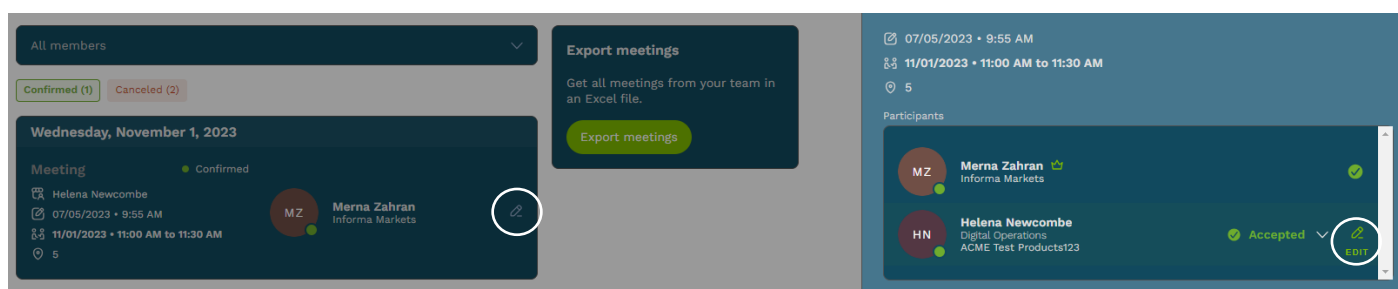 All members
Confirmed (1)
Canceled (2)
Wednesday, November 1, 2023
Meeting
Confirmed
Helena Newcombe
07/05/2023 • 9:55 AM
11/01/2023 • 11:00 AM to 11:30 AM
5
MZ
Merna Zahran
Informa Markets
Export meetings
Get all meetings from your team in
an Excel file.
Export meetings
07/05/2023 • 9:55 AM
11/01/2023 • 11:00 AM to 11:30 AM
5
Participants
MZ
Merna Zahran
Informa Markets
HN
Helena Newcombe
Digital Operations
ACME Test Products123
Accepted
EDIT